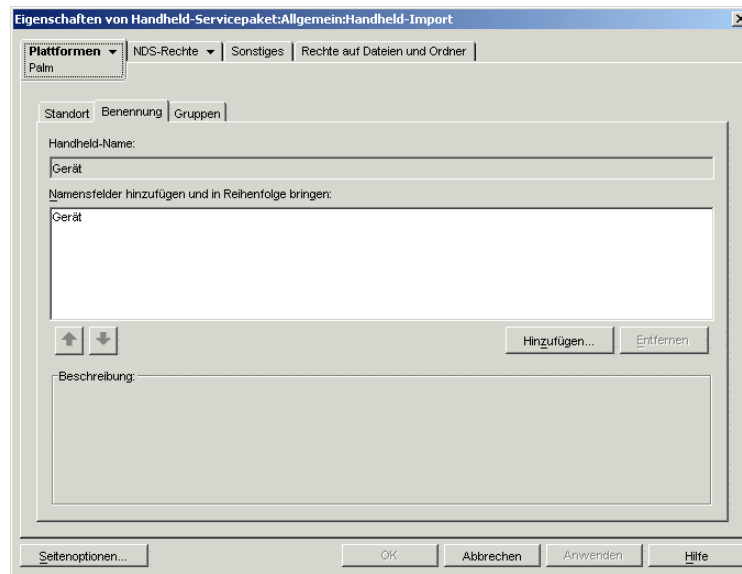 Eigenschaften von Handheld-Servicepaket:Allgemein:Handheld-Import
Plattformen NDS-Rechte Sonstiges Rechte auf Dateien und Ordner
Palm
Standort Benennung Gruppen
Handheld-Name:
Gerät
Namensfelder hinzufügen und in Reihenfolge bringen:
Gerät
Hinzufügen... Entfernen
Beschreibung:
Seitenoptionen... OK Abbrechen Anwenden Hilfe